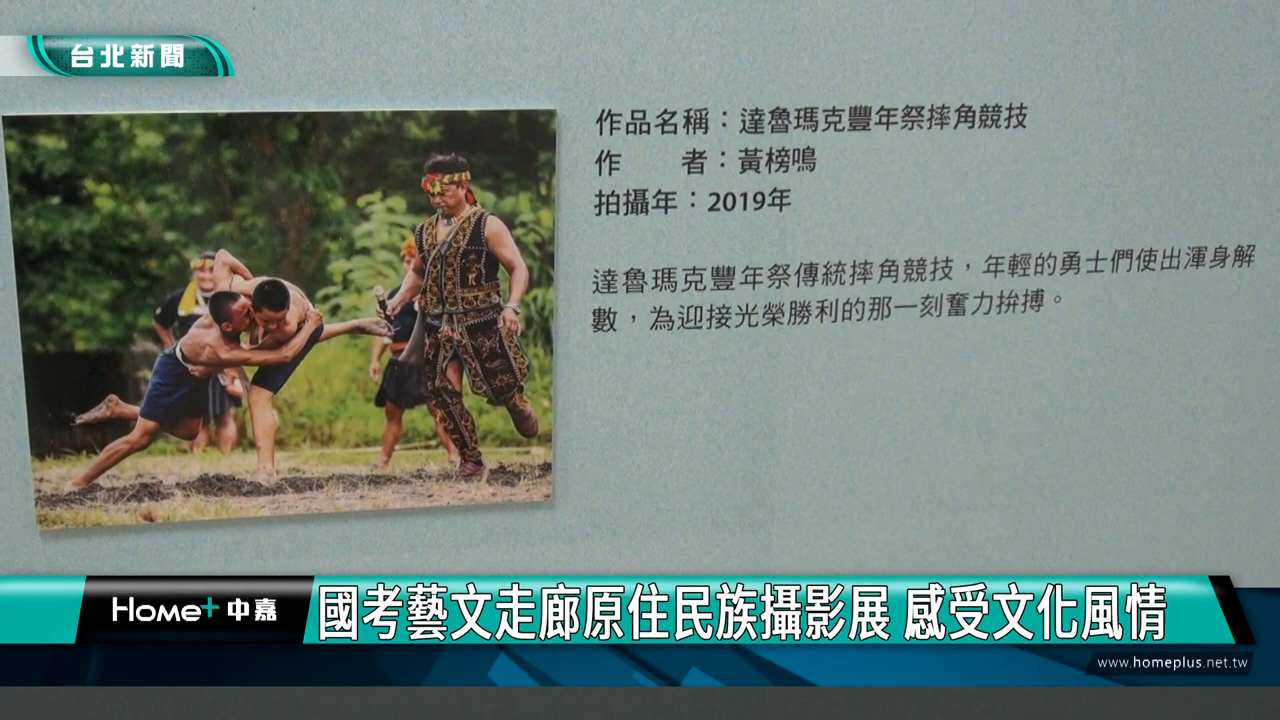 台北新聞
作品名稱：達魯瑪克豐年祭摔角競技
作　　者：黃榜鳴
拍攝年：2019年
達魯瑪克豐年祭傳統摔角競技，年輕的勇士們使出渾身解
數，為迎接光榮勝利的那一刻奮力拚搏。
Home+ 中嘉
國考藝文走廊原住民族攝影展 感受文化風情
www.homeplus.net.tw